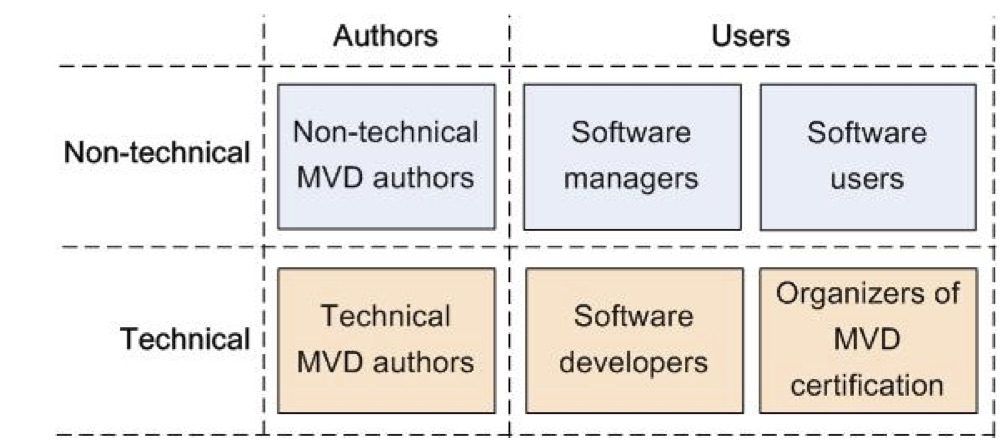 Authors
Users
Non-technical
Non-technical
MVD authors
Software
managers
Software
users
Technical
Technical
MVD authors
Software
developers
Organizers of
MVD
certification